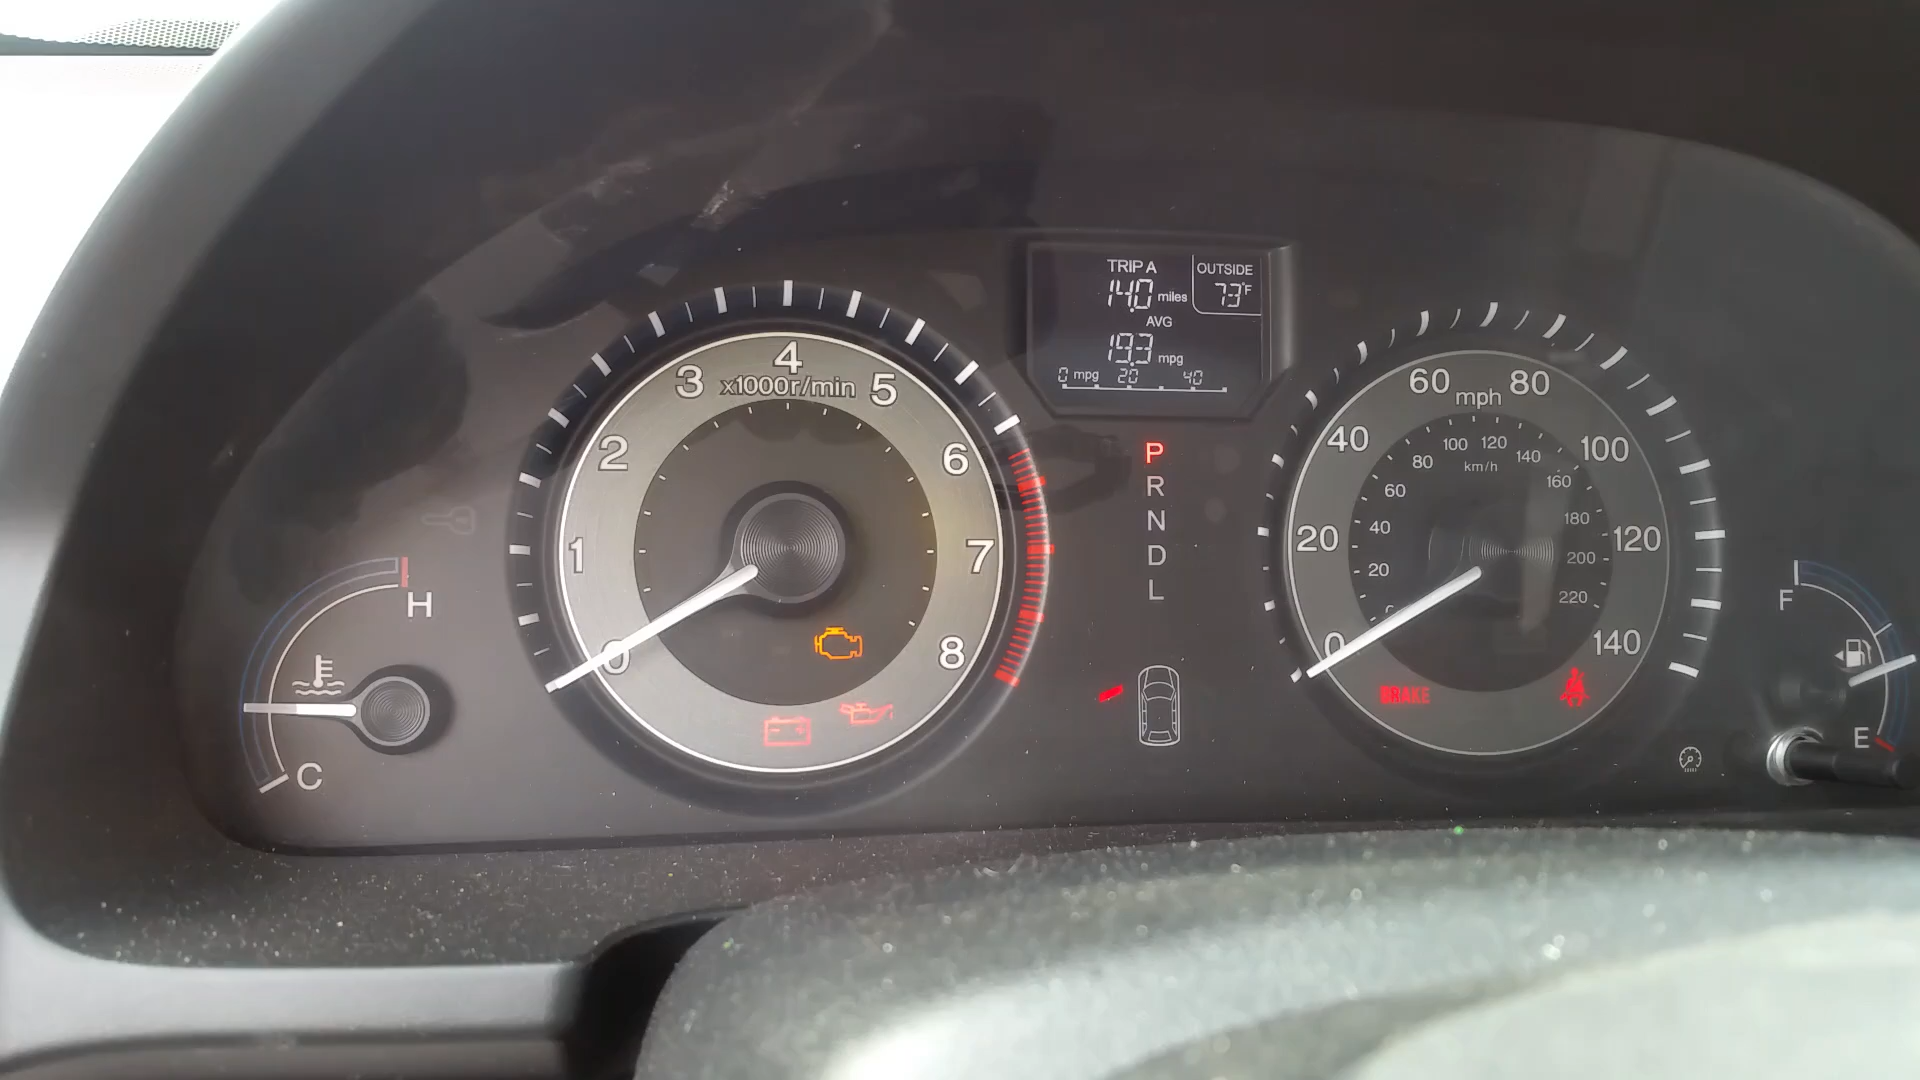 TRIP A
14.0 miles
OUTSIDE
73°F
AVG
19.3 mpg
0 mpg 20 40
0 1 2 3 4 5 6 7 8
x1000r/min
H
C
P
R
N
D
L
0 20 40 60 80 100 120 140
mph
20 40 60 80 100 120 140 160 180 200 220
km/h
BRAKE
F
E